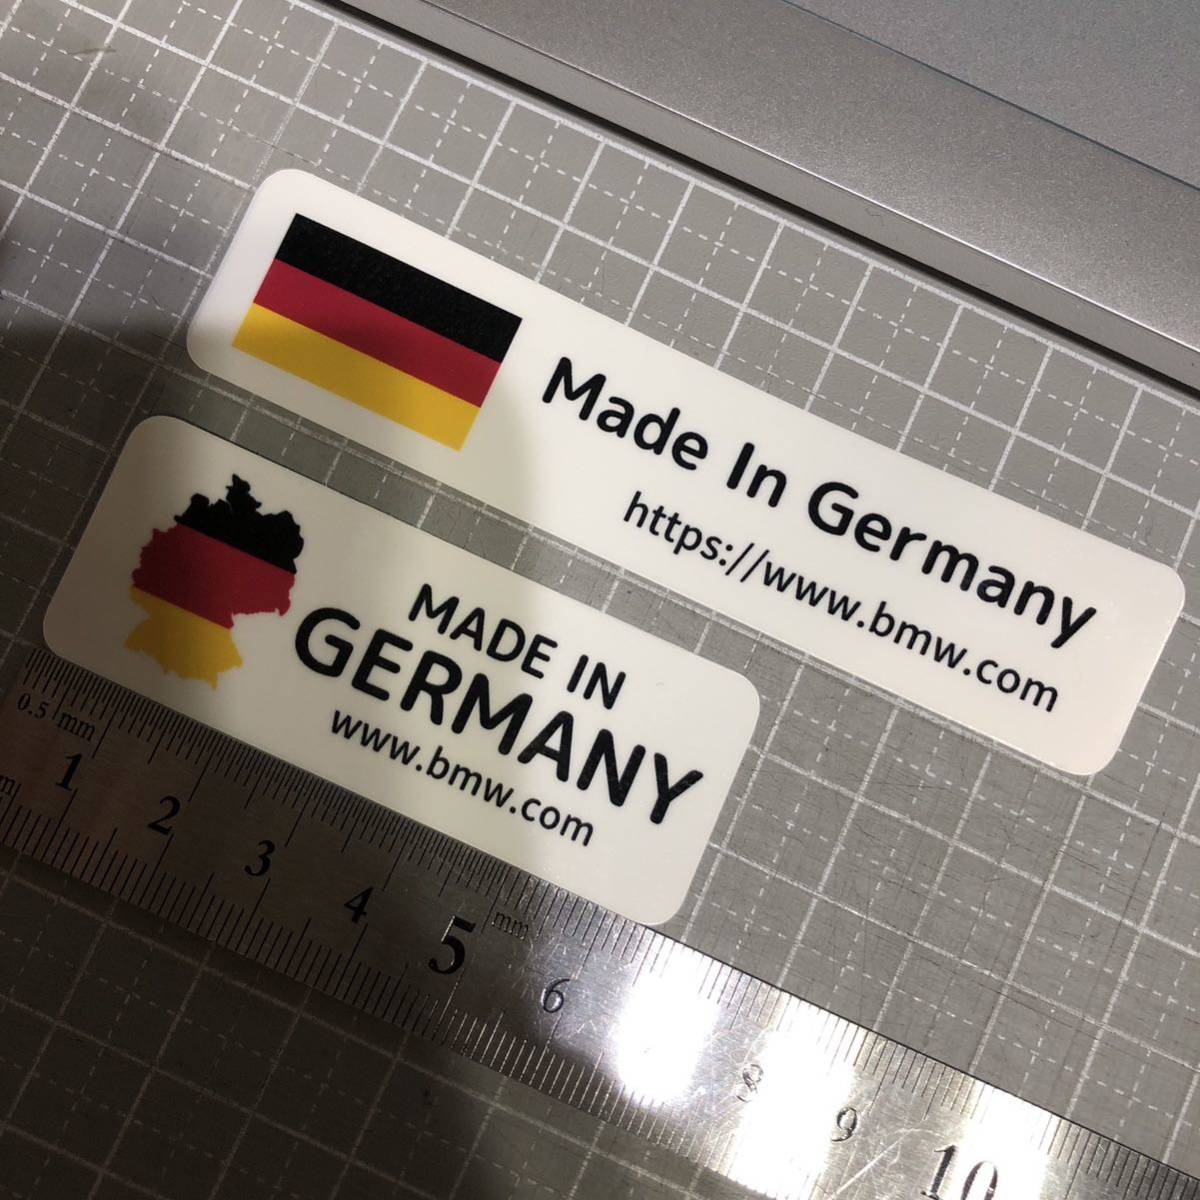 Made In Germany
https://www.bmw.com
MADE IN
GERMANY
www.bmw.com
0.5 mm
1 2 3 4 5 mm 6 8 9 10